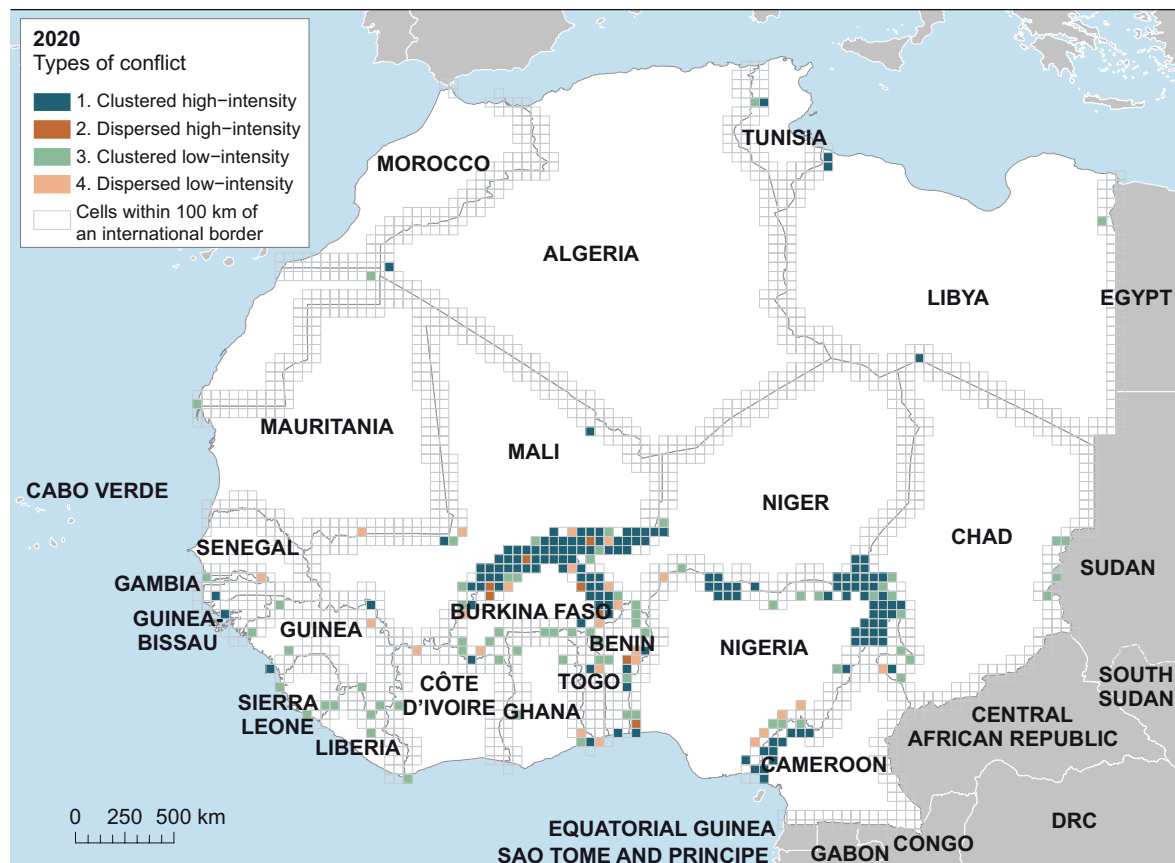 2020
Types of conflict
1. Clustered high−intensity
2. Dispersed high−intensity
3. Clustered low−intensity
4. Dispersed low−intensity
Cells within 100 km of
an international border
TUNISIA
MOROCCO
ALGERIA
LIBYA
EGYPT
MAURITANIA
MALI
CABO VERDE
NIGER
CHAD
SENEGAL
SUDAN
GAMBIA
BURKINA FASO
GUINEA-
BISSAU
GUINEA
BENIN
NIGERIA
TOGO
CÔTE
D'IVOIRE
SIERRA
LEONE
GHANA
SOUTH
SUDAN
CENTRAL
AFRICAN REPUBLIC
LIBERIA
CAMEROON
0 250 500 km
EQUATORIAL GUINEA
SAO TOME AND PRINCIPE
GABON
CONGO
DRC